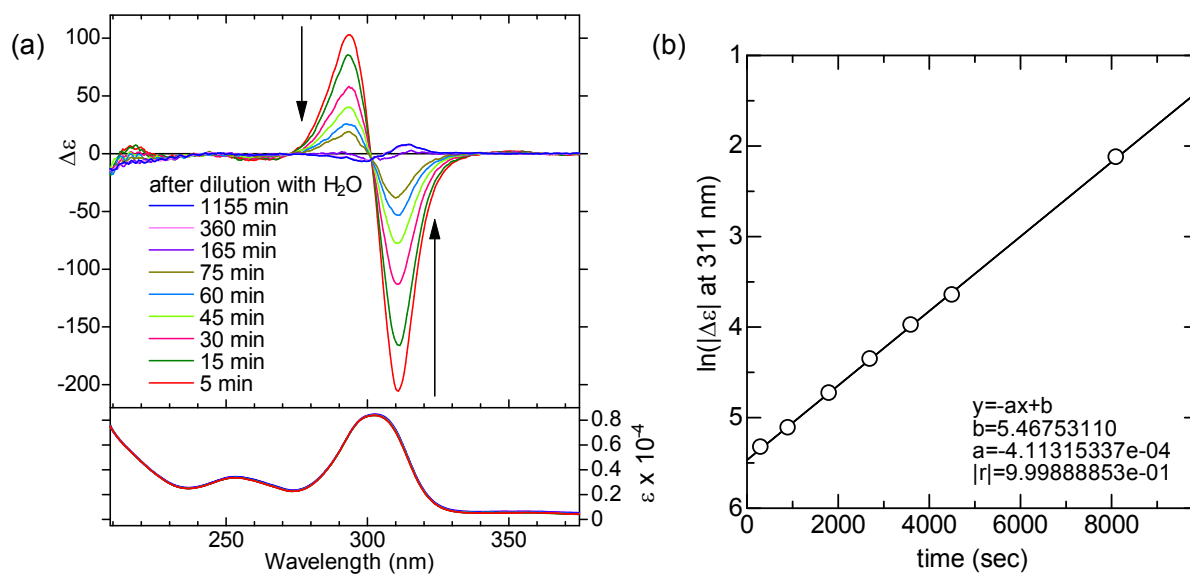 (a)
100
50
0
-50
-100
-150
-200
Δε
after dilution with H₂O
1155 min
360 min
165 min
75 min
60 min
45 min
30 min
15 min
5 min
0.8
0.6
0.4
0.2
0
ε x 10⁻⁴
250
300
350
Wavelength (nm)
(b)
1
2
3
4
5
6
ln(|Δε| at 311 nm)
y=-ax+b
b=5.46753110
a=-4.11315337e-04
|r|=9.99888853e-01
0
2000
4000
6000
8000
time (sec)